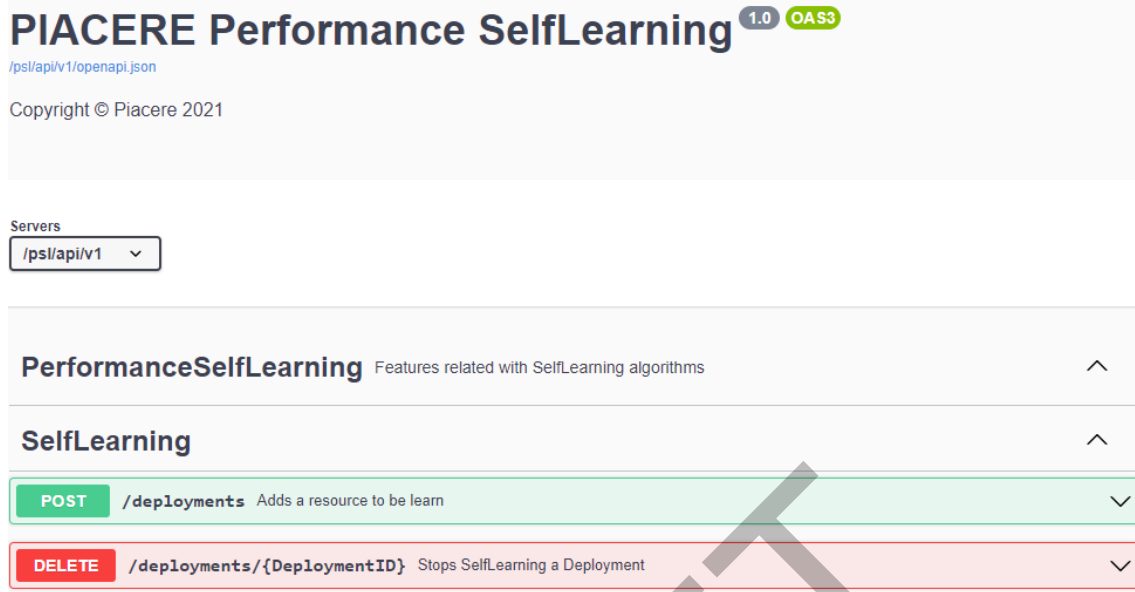 PIACERE Performance SelfLearning 1.0 OAS3
/psl/api/v1/openapi.json
Copyright © Piacere 2021
Servers
/psl/api/v1
PerformanceSelfLearning Features related with SelfLearning algorithms
SelfLearning
POST /deployments Adds a resource to be learn
DELETE /deployments/{DeploymentID} Stops SelfLearning a Deployment